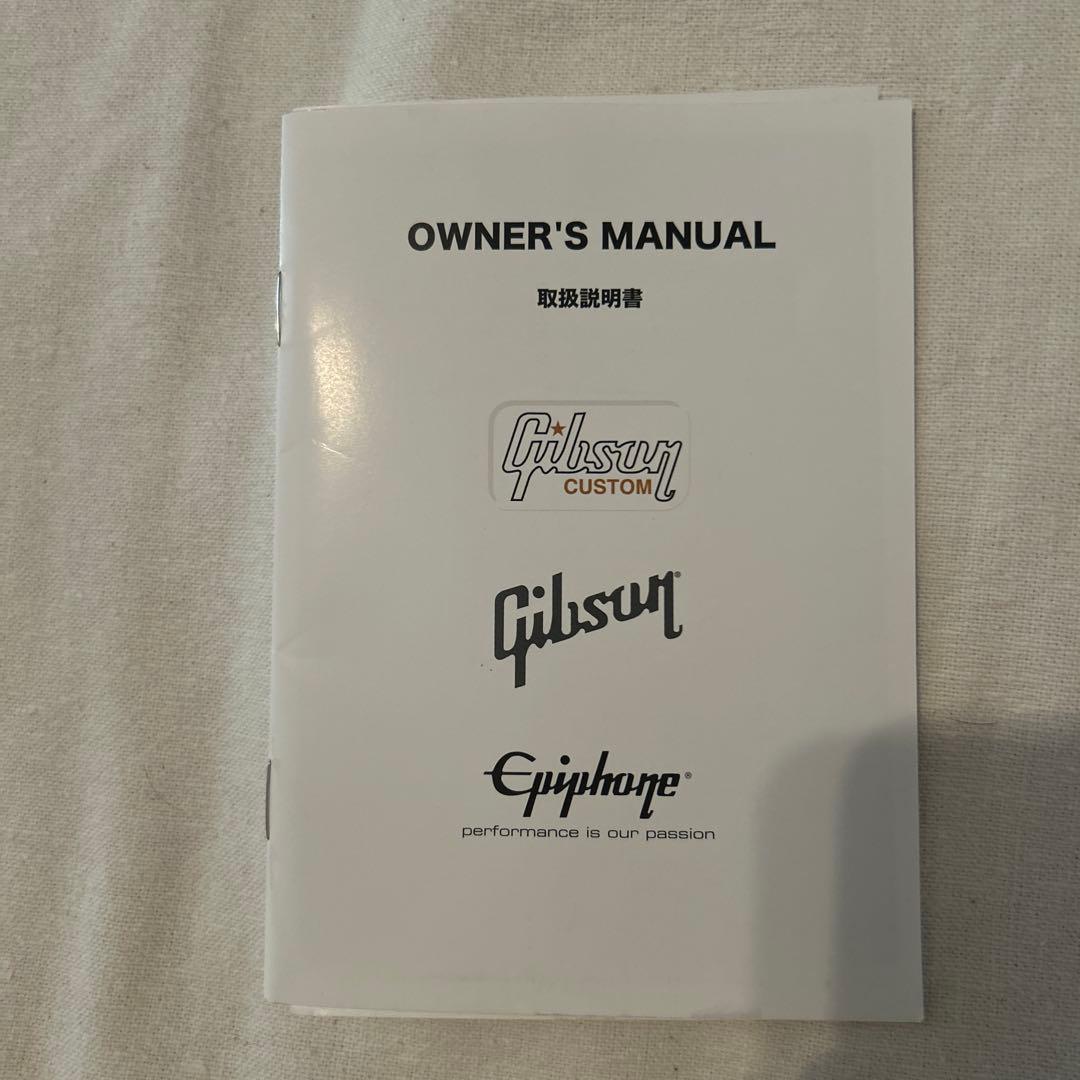 OWNER'S MANUAL
取扱説明書
Gibson
CUSTOM
Gibson®
Epiphone®
performance is our passion